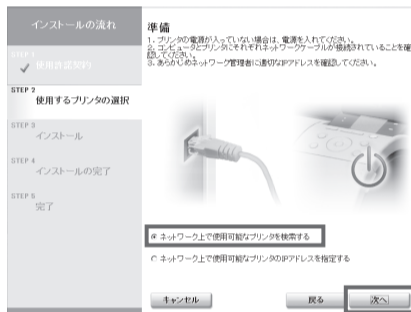 インストールの流れ
STEP 1
使用許諾契約
STEP 2
使用するプリンタの選択
STEP 3
インストール
STEP 4
インストールの完了
STEP 5
完了
準備
1. プリンタの電源が入っていない場合は、電源を入れてください。
2. コンピュータとプリンタにそれぞれネットワークケーブルが接続されていることを確
認してください。
3. あらかじめネットワーク管理者に適切なIPアドレスを確認してください。
ネットワーク上で使用可能なプリンタを検索する
ネットワーク上で使用可能なプリンタのIPアドレスを指定する
キャンセル
戻る
次へ